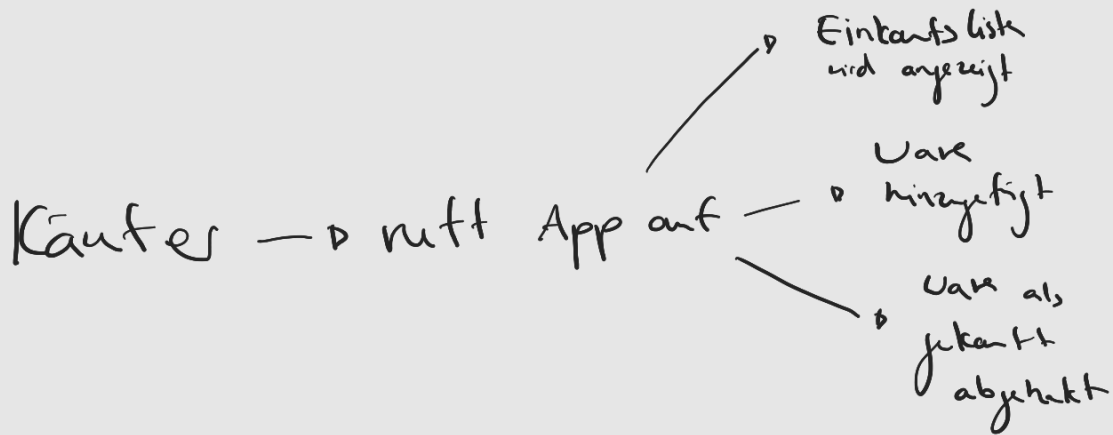 Käufer → ruft App auf
Einkaufsliste
wird angezeigt
Ware
hinzugefügt
Ware als
gekauft
abgehakt